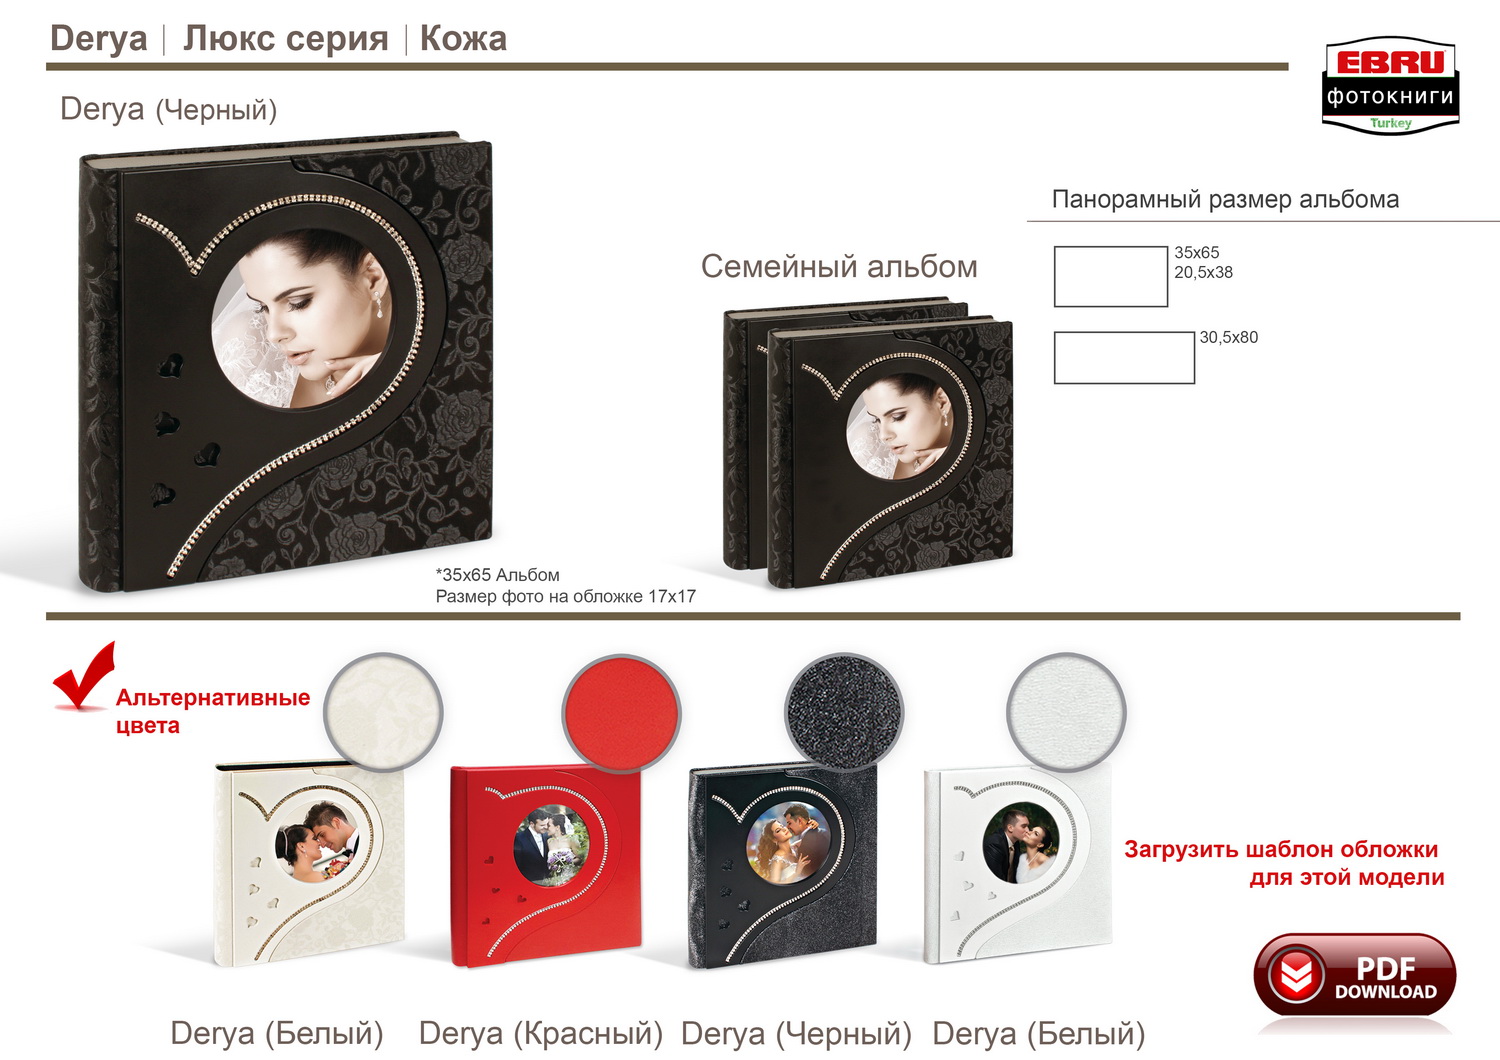 Derya | Люкс серия | Кожа
EBRU
фотокниги
Turkey
Derya (Черный)
Панорамный размер альбома
35x65
20,5x38
30,5x80
Семейный альбом
*35x65 Альбом
Размер фото на обложке 17x17
Альтернативные
цвета
Загрузить шаблон обложки
для этой модели
PDF
DOWNLOAD
Derya (Белый)
Derya (Красный)
Derya (Черный)
Derya (Белый)